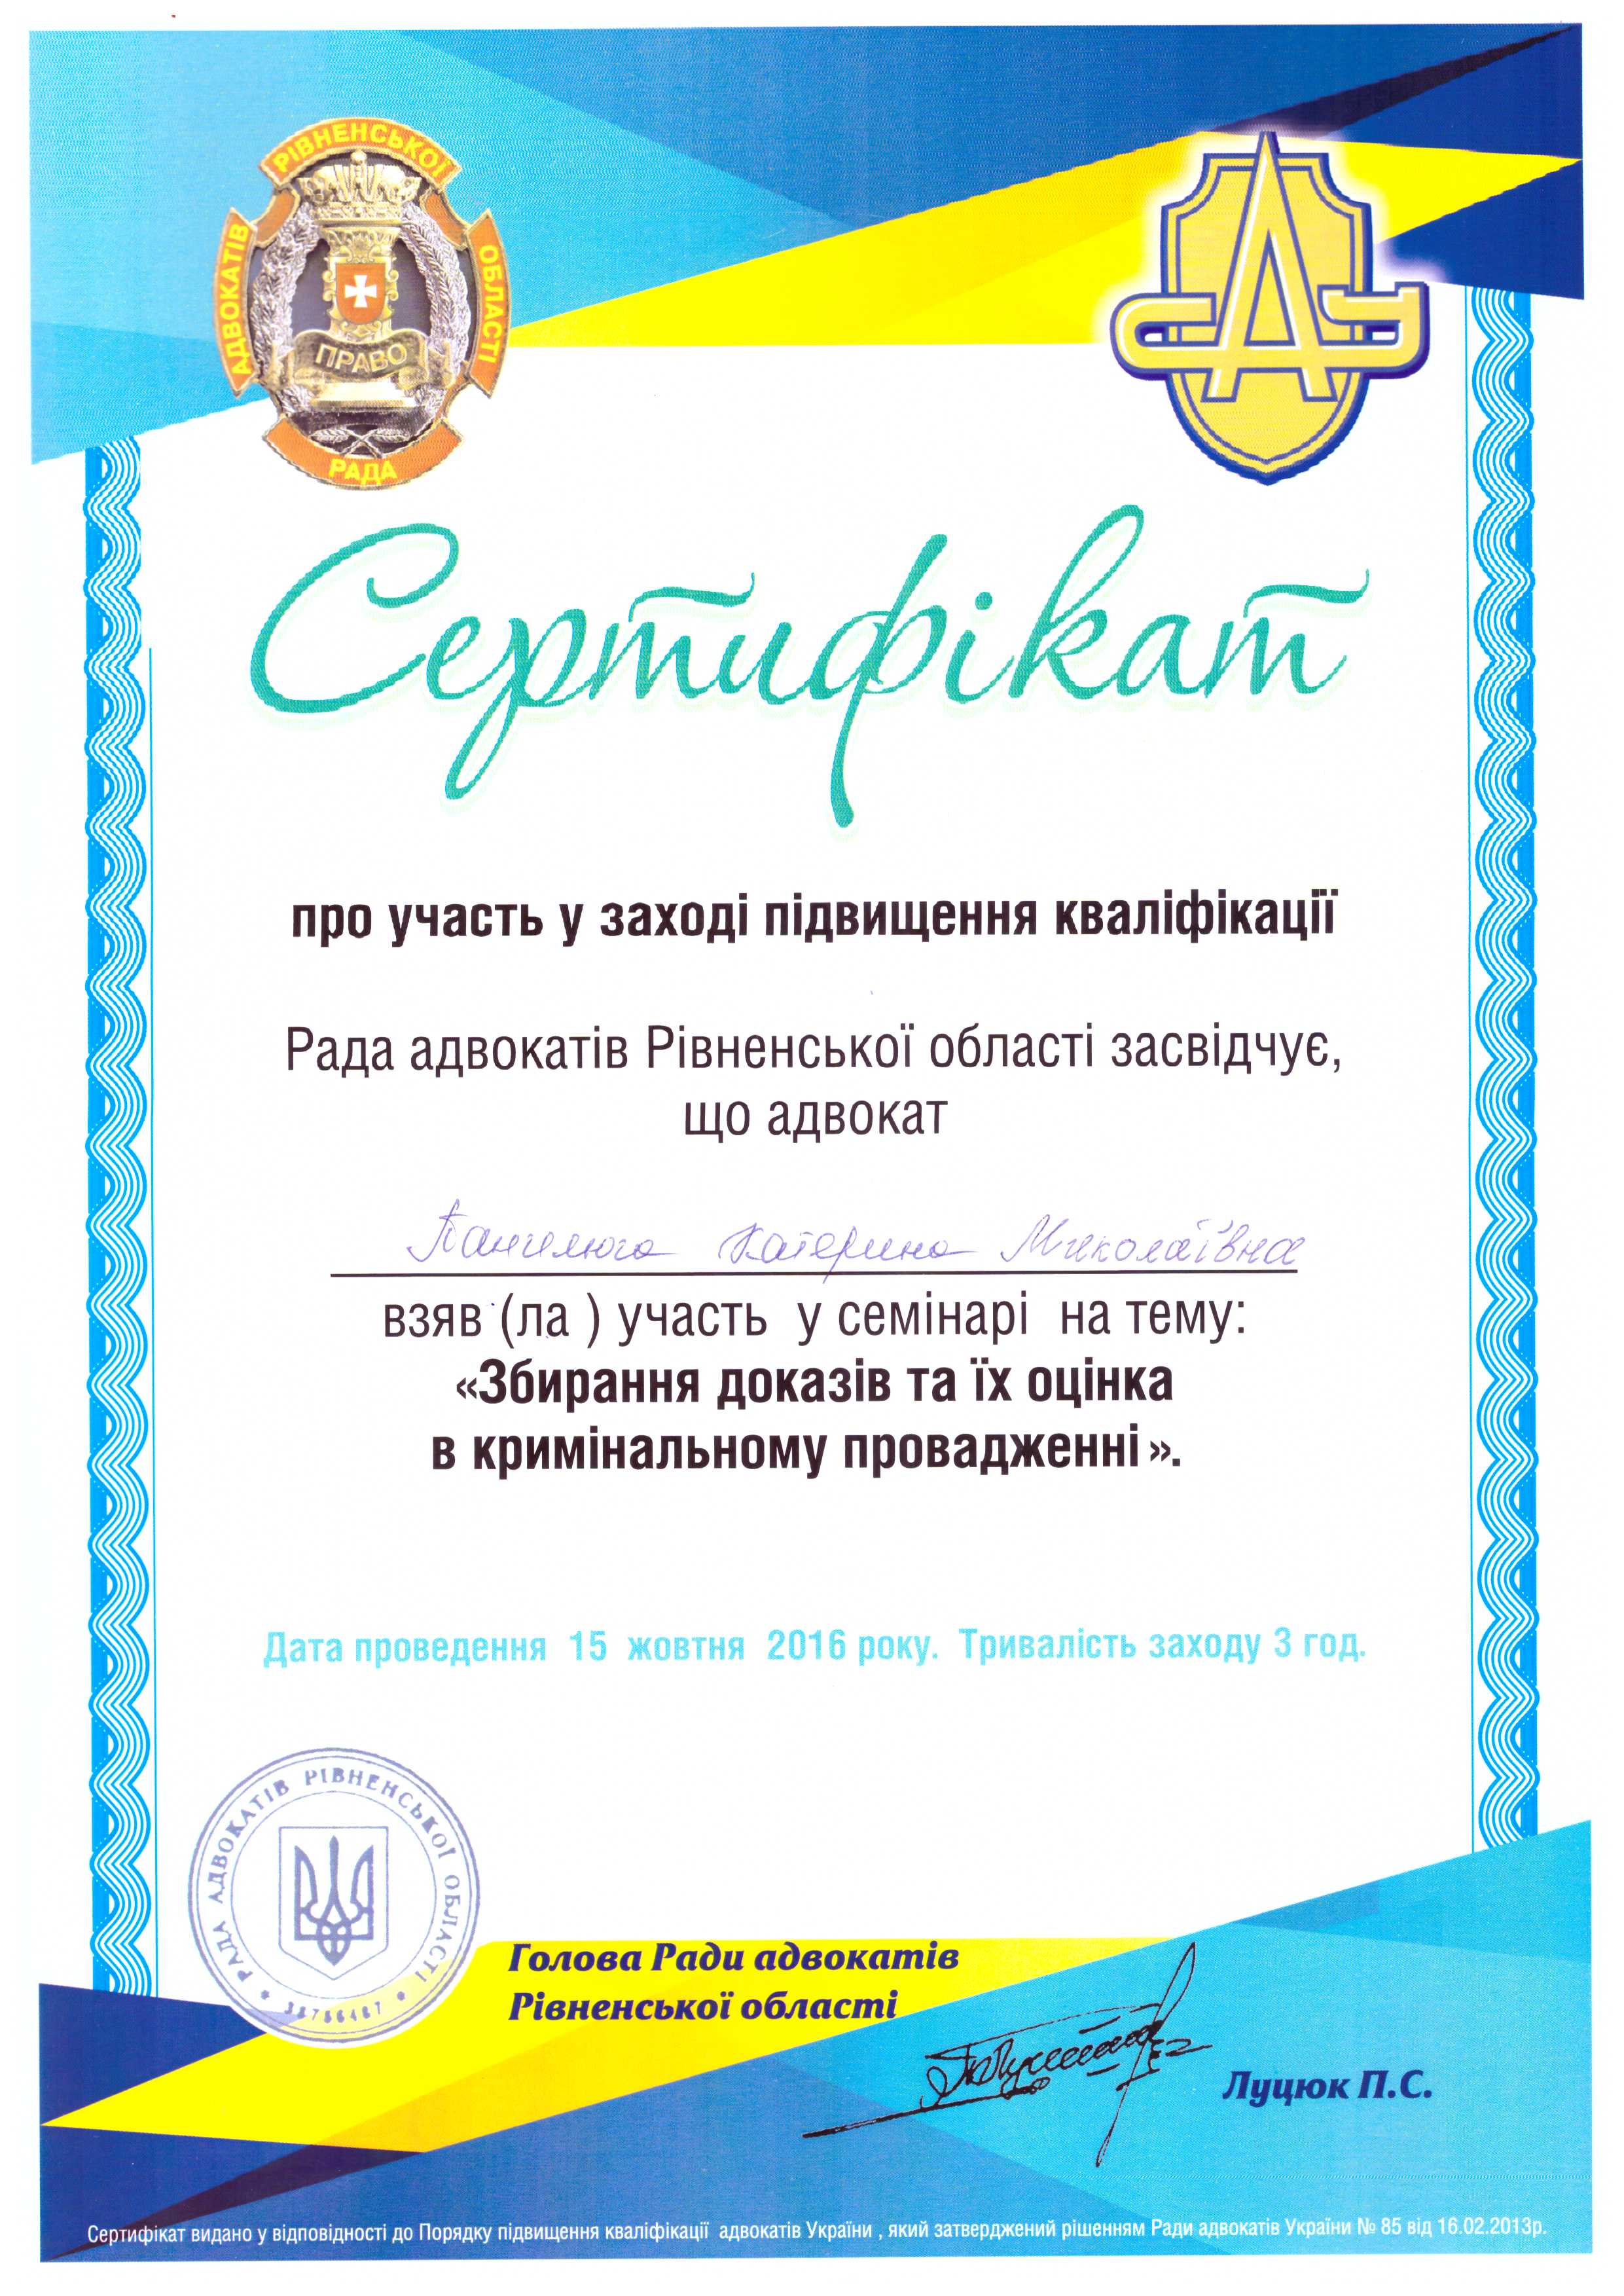 РІВНЕНСЬКОЇ
АДВОКАТІВ
ОБЛАСТІ
ПРАВО
РАДА
САУ
Сертифікат
про участь у заході підвищення кваліфікації
Рада адвокатів Рівненської області засвідчує,
що адвокат
Катерина Миколаївна
взяв (ла ) участь у семінарі на тему:
«Збирання доказів та їх оцінка
в кримінальному провадженні».
Дата проведення 15 жовтня 2016 року. Тривалість заходу 3 год.
РАДА АДВОКАТІВ РІВНЕНСЬКОЇ ОБЛАСТІ
Голова Ради адвокатів
Рівненської області
Луцюк П.С.
Сертифікат видано у відповідності до Порядку підвищення кваліфікації адвокатів України , який затверджений рішенням Ради адвокатів України № 85 від 16.02.2013р.